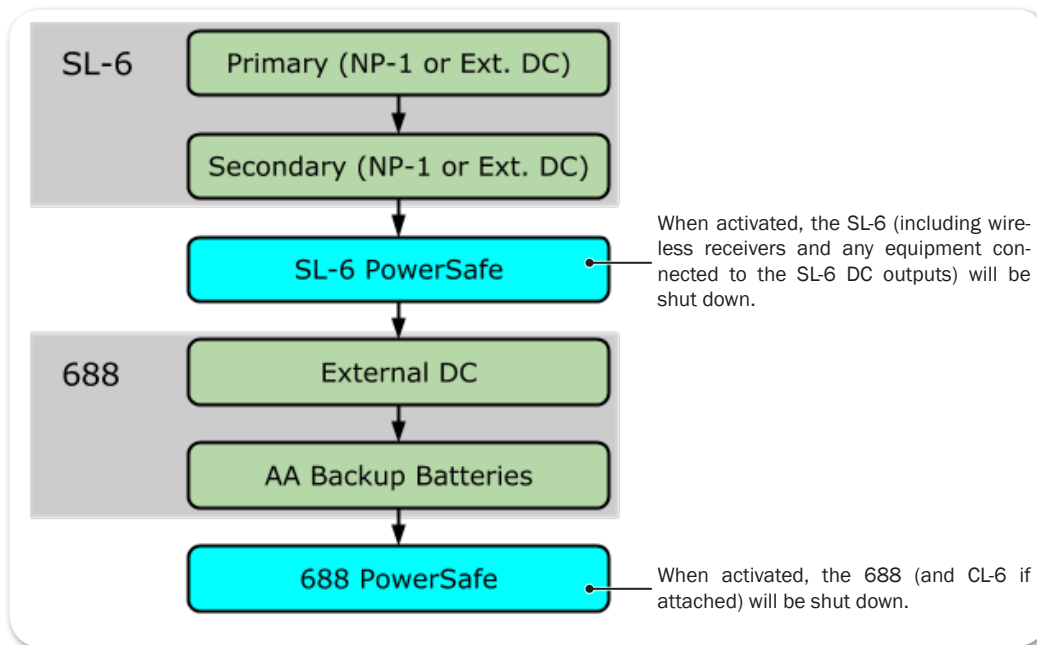 SL-6
Primary (NP-1 or Ext. DC)
Secondary (NP-1 or Ext. DC)
SL-6 PowerSafe
When activated, the SL-6 (including wire-
less receivers and any equipment con-
nected to the SL-6 DC outputs) will be
shut down.
688
External DC
AA Backup Batteries
688 PowerSafe
When activated, the 688 (and CL-6 if
attached) will be shut down.